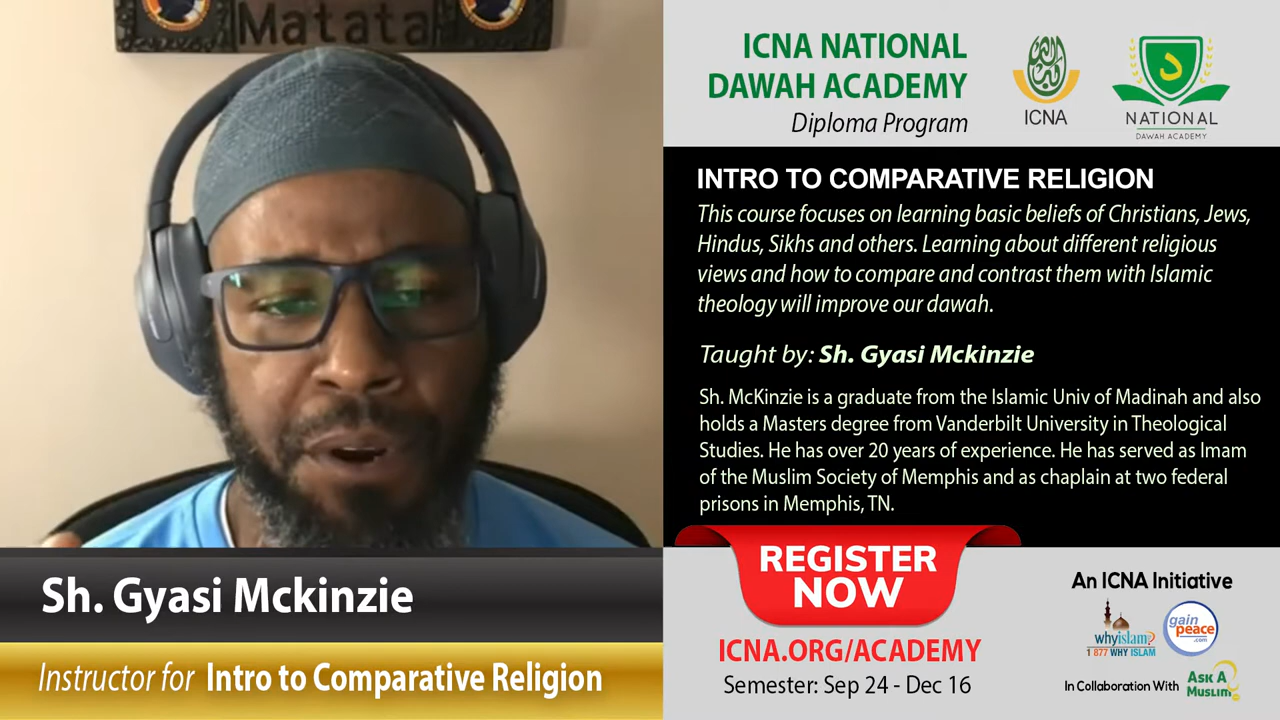 Matata
Sh. Gyasi Mckinzie
Instructor for Intro to Comparative Religion
ICNA NATIONAL
DAWAH ACADEMY
Diploma Program
ICNA
د
NATIONAL
DAWAH ACADEMY
INTRO TO COMPARATIVE RELIGION
This course focuses on learning basic beliefs of Christians, Jews,
Hindus, Sikhs and others. Learning about different religious
views and how to compare and contrast them with Islamic
theology will improve our dawah.
Taught by: Sh. Gyasi Mckinzie
Sh. McKinzie is a graduate from the Islamic Univ of Madinah and also
holds a Masters degree from Vanderbilt University in Theological
Studies. He has over 20 years of experience. He has served as Imam
of the Muslim Society of Memphis and as chaplain at two federal
prisons in Memphis, TN.
REGISTER
NOW
ICNA.ORG/ACADEMY
Semester: Sep 24 - Dec 16
An ICNA Initiative
whyislam?
1 877 WHY ISLAM
gain
peace
.com
In Collaboration With
Ask A
Muslim